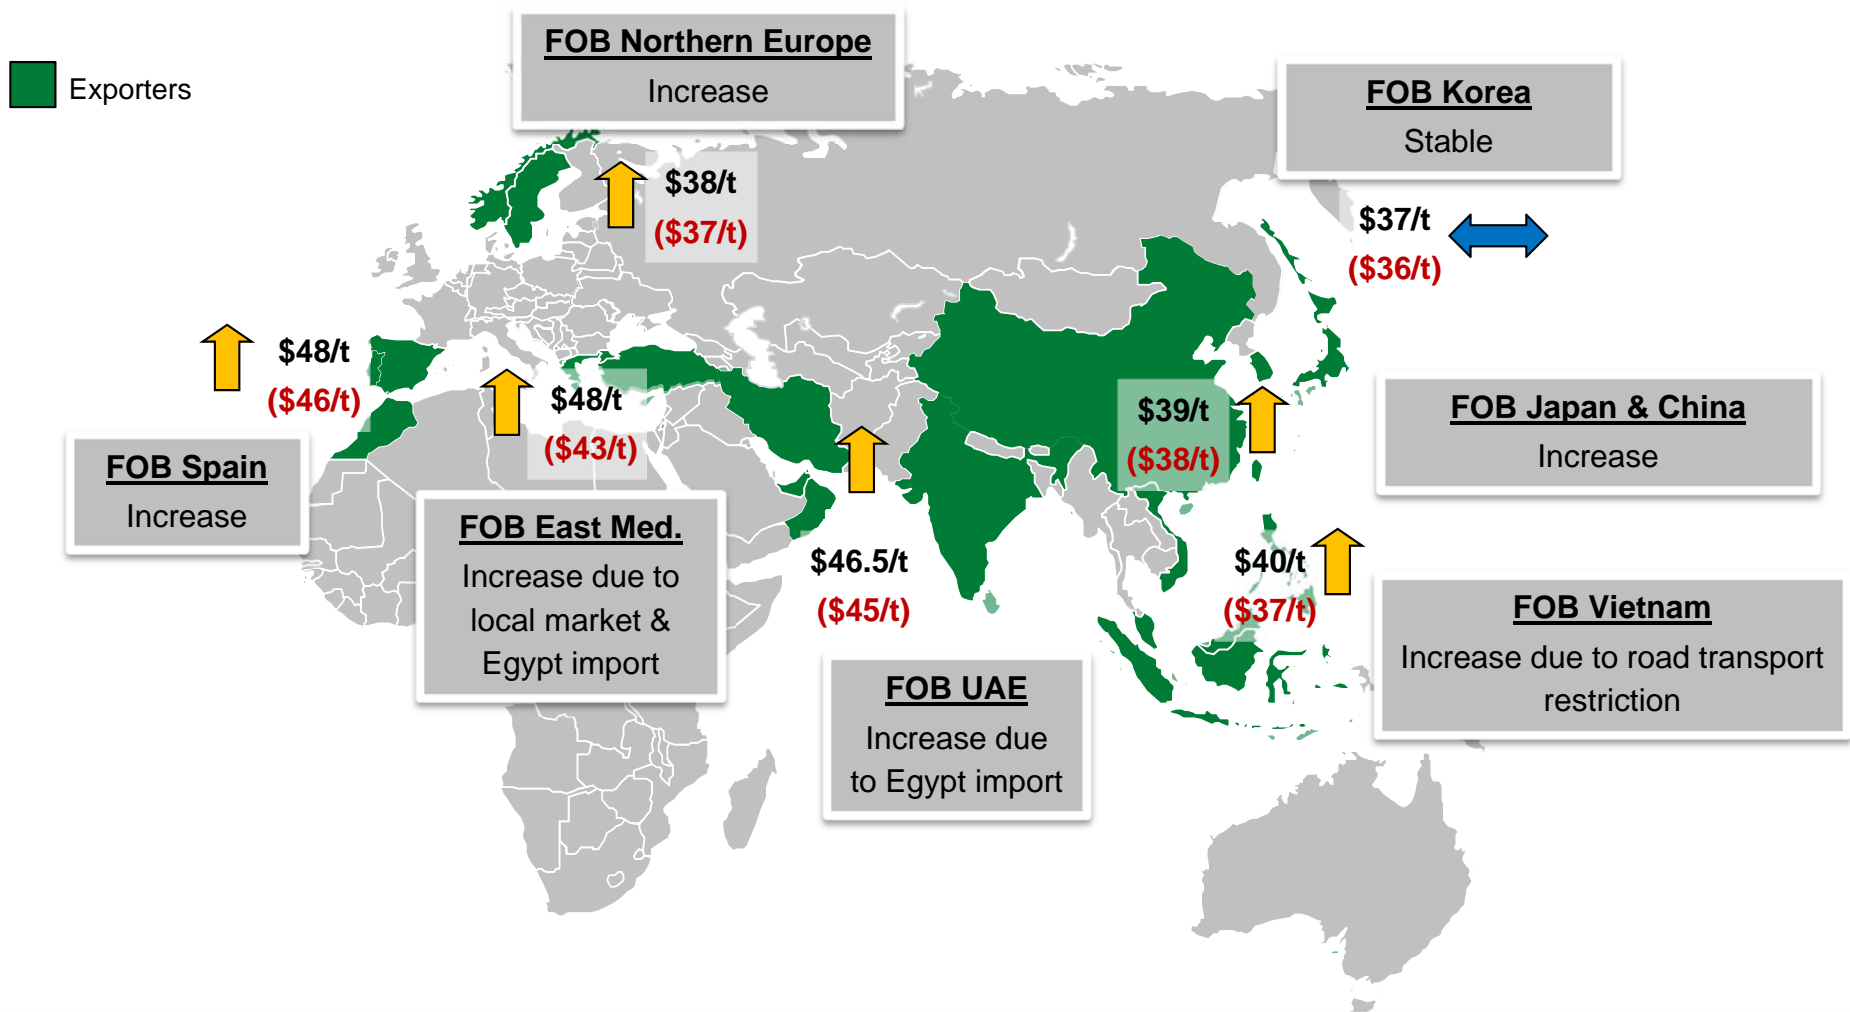 Exporters
FOB Northern Europe
Increase
$38/t
($37/t)
FOB Korea
Stable
$37/t
($36/t)
$48/t
($46/t)
FOB Spain
Increase
$48/t
($43/t)
FOB East Med.
Increase due to
local market &
Egypt import
$46.5/t
($45/t)
FOB UAE
Increase due
to Egypt import
$39/t
($38/t)
FOB Japan & China
Increase
$40/t
($37/t)
FOB Vietnam
Increase due to road transport
restriction